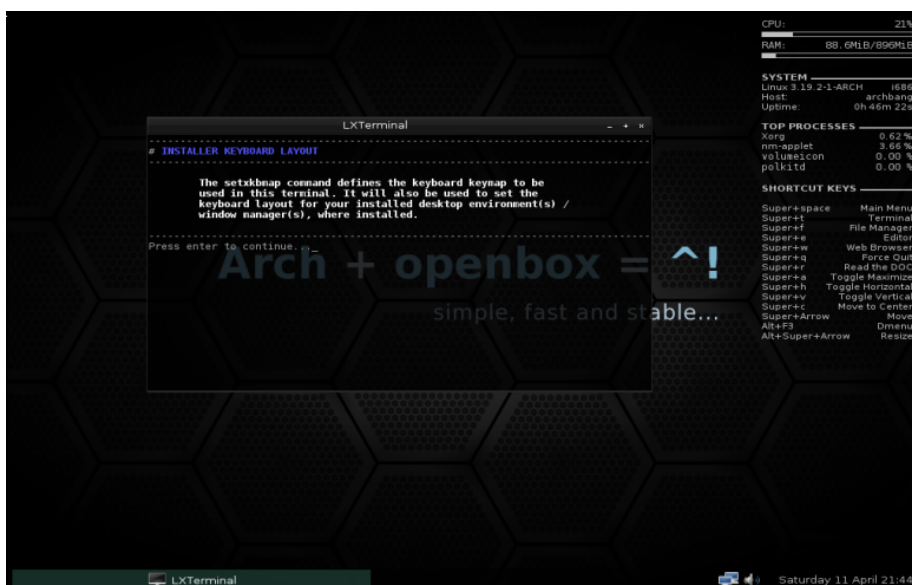 LXTerminal
# INSTALLER KEYBOARD LAYOUT
The setxkbmap command defines the keyboard keymap to be
used in this terminal. It will also be used to set the
keyboard layout for your installed desktop environment(s) /
window manager(s), where installed.
Press enter to continue..._
Arch + openbox = ^!
simple, fast and stable...
CPU: 21%
RAM: 88.6MiB/896MiB
SYSTEM
Linux 3.19.2-1-ARCH i686
Host: archbang
Uptime: 0h 46m 22s
TOP PROCESSES
Xorg 0.62 %
nm-applet 3.66 %
volumeicon 0.00 %
polkitd 0.00 %
SHORTCUT KEYS
Super+space Main Menu
Super+t Terminal
Super+f File Manager
Super+e Editor
Super+w Web Browser
Super+q Force Quit
Super+r Read the DOC
Super+a Toggle Maximize
Super+h Toggle Horizontal
Super+v Toggle Vertical
Super+c Move to Center
Super+Arrow Move
Alt+F3 Dmenu
Alt+Super+Arrow Resize
LXTerminal
Saturday 11 April 21:44